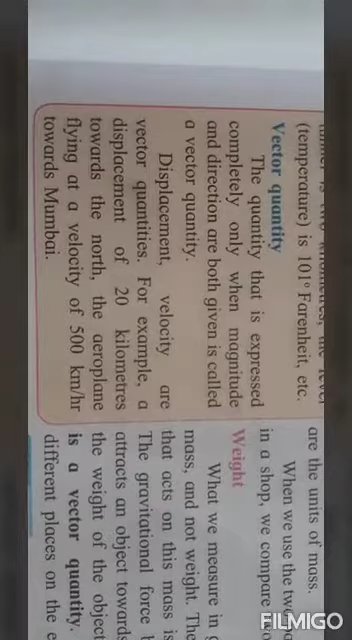 (temperature) is 101° Farenheit, etc.
Vector quantity
The quantity that is expressed
completely only when magnitude
and direction are both given is called
a vector quantity.
Displacement, velocity are
vector quantities. For example, a
displacement of 20 kilometres
towards the north, the aeroplane
flying at a velocity of 500 km/hr
towards Mumbai.
are the units of mass.
When we use the two
in a shop, we compare
Weight
What we measure in
mass, and not weight. The
that acts on this mass is
The gravitational force
attracts an object towards
the weight of the object
is a vector quantity.
different places on the
FILMIGO